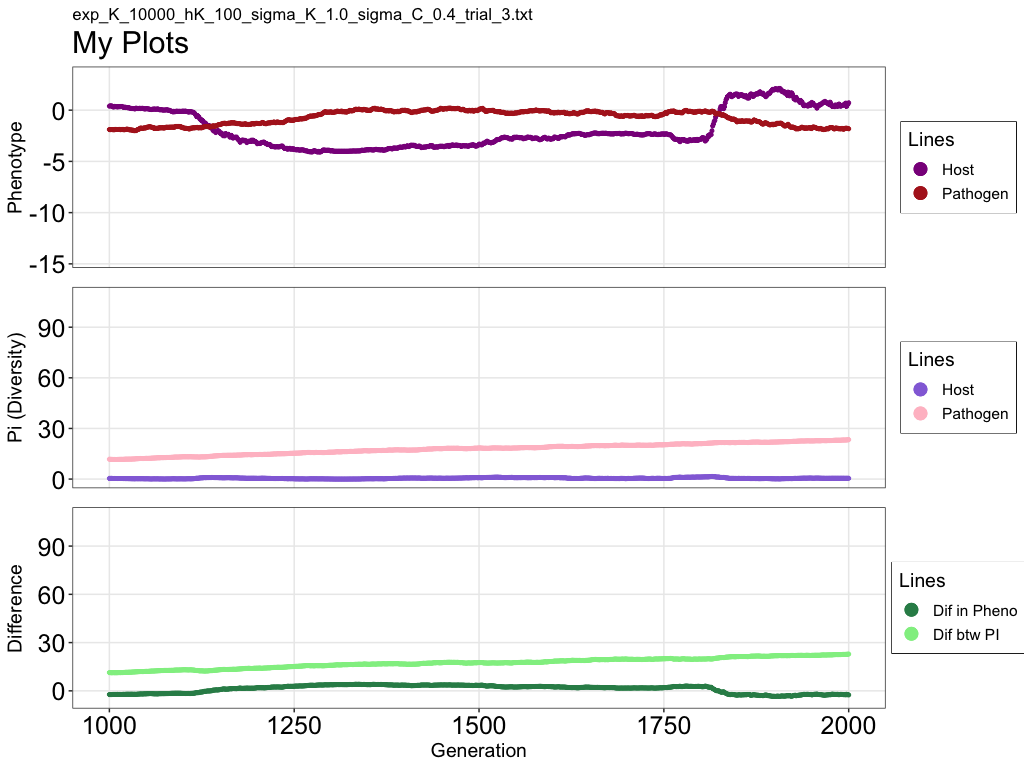 exp_K_10000_hK_100_sigma_K_1.0_sigma_C_0.4_trial_3.txt
My Plots
Phenotype
0
-5
-10
-15
Lines
Host
Pathogen
Pi (Diversity)
90
60
30
0
Lines
Host
Pathogen
Difference
90
60
30
0
Lines
Dif in Pheno
Dif btw PI
1000 1250 1500 1750 2000
Generation